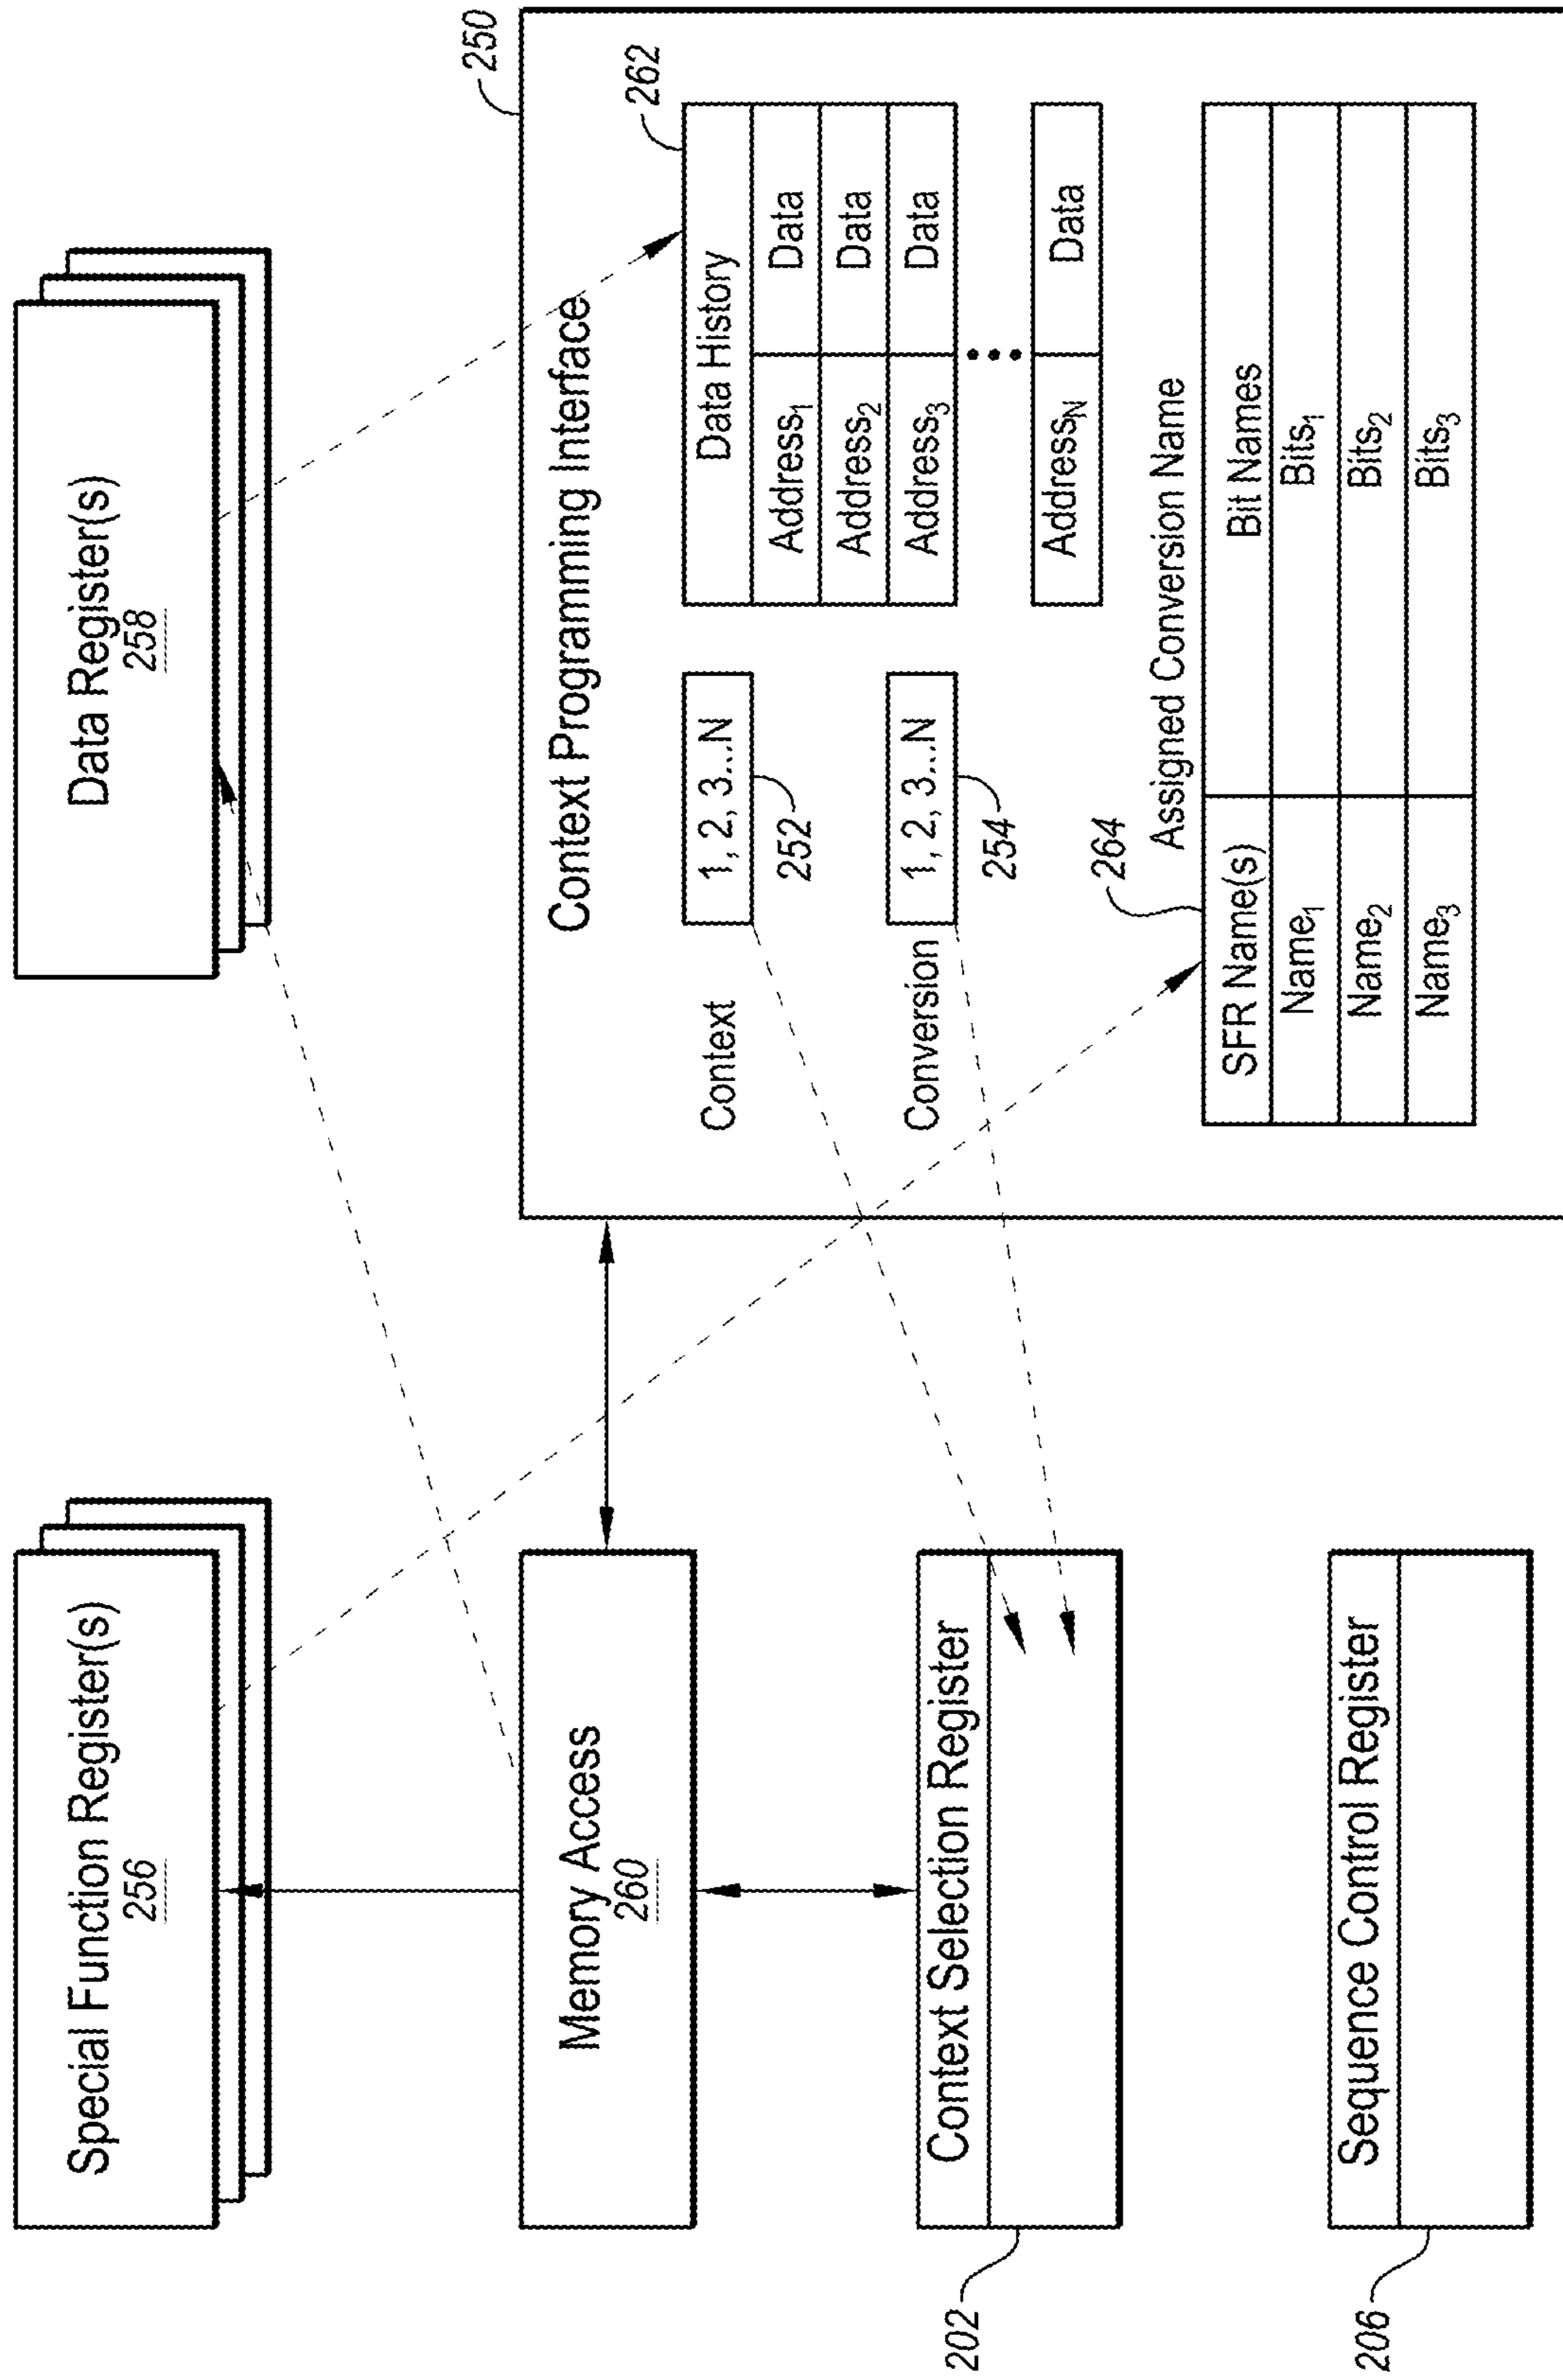 Special Function Register(s)
256
Data Register(s)
258
Memory Access
260
Context Selection Register
202
Sequence Control Register
206
250
Context Programming Interface
Context
1, 2, 3...N
252
Conversion
1, 2, 3...N
254
262
Data History
Address₁ Data
Address₂ Data
Address₃ Data
Address_N Data
264
Assigned Conversion Name
SFR Name(s) Bit Names
Name₁ Bits₁
Name₂ Bits₂
Name₃ Bits₃